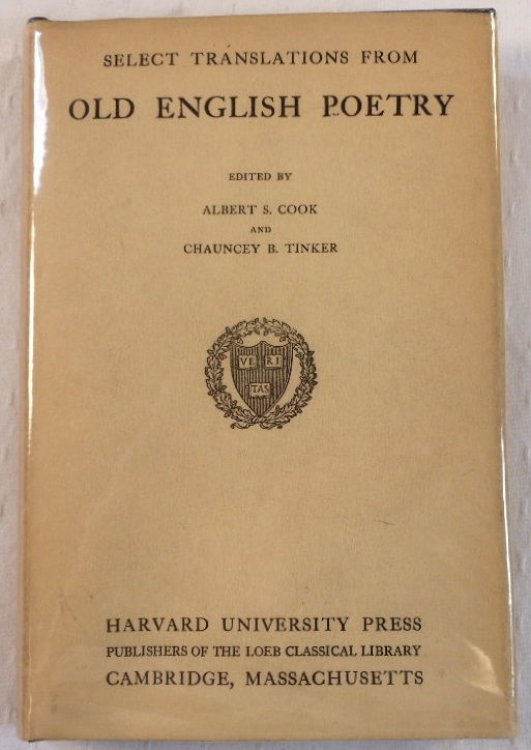 SELECT TRANSLATIONS FROM
OLD ENGLISH POETRY
EDITED BY
ALBERT S. COOK
AND
CHAUNCEY B. TINKER
VE RI
TAS
HARVARD UNIVERSITY PRESS
PUBLISHERS OF THE LOEB CLASSICAL LIBRARY
CAMBRIDGE, MASSACHUSETTS